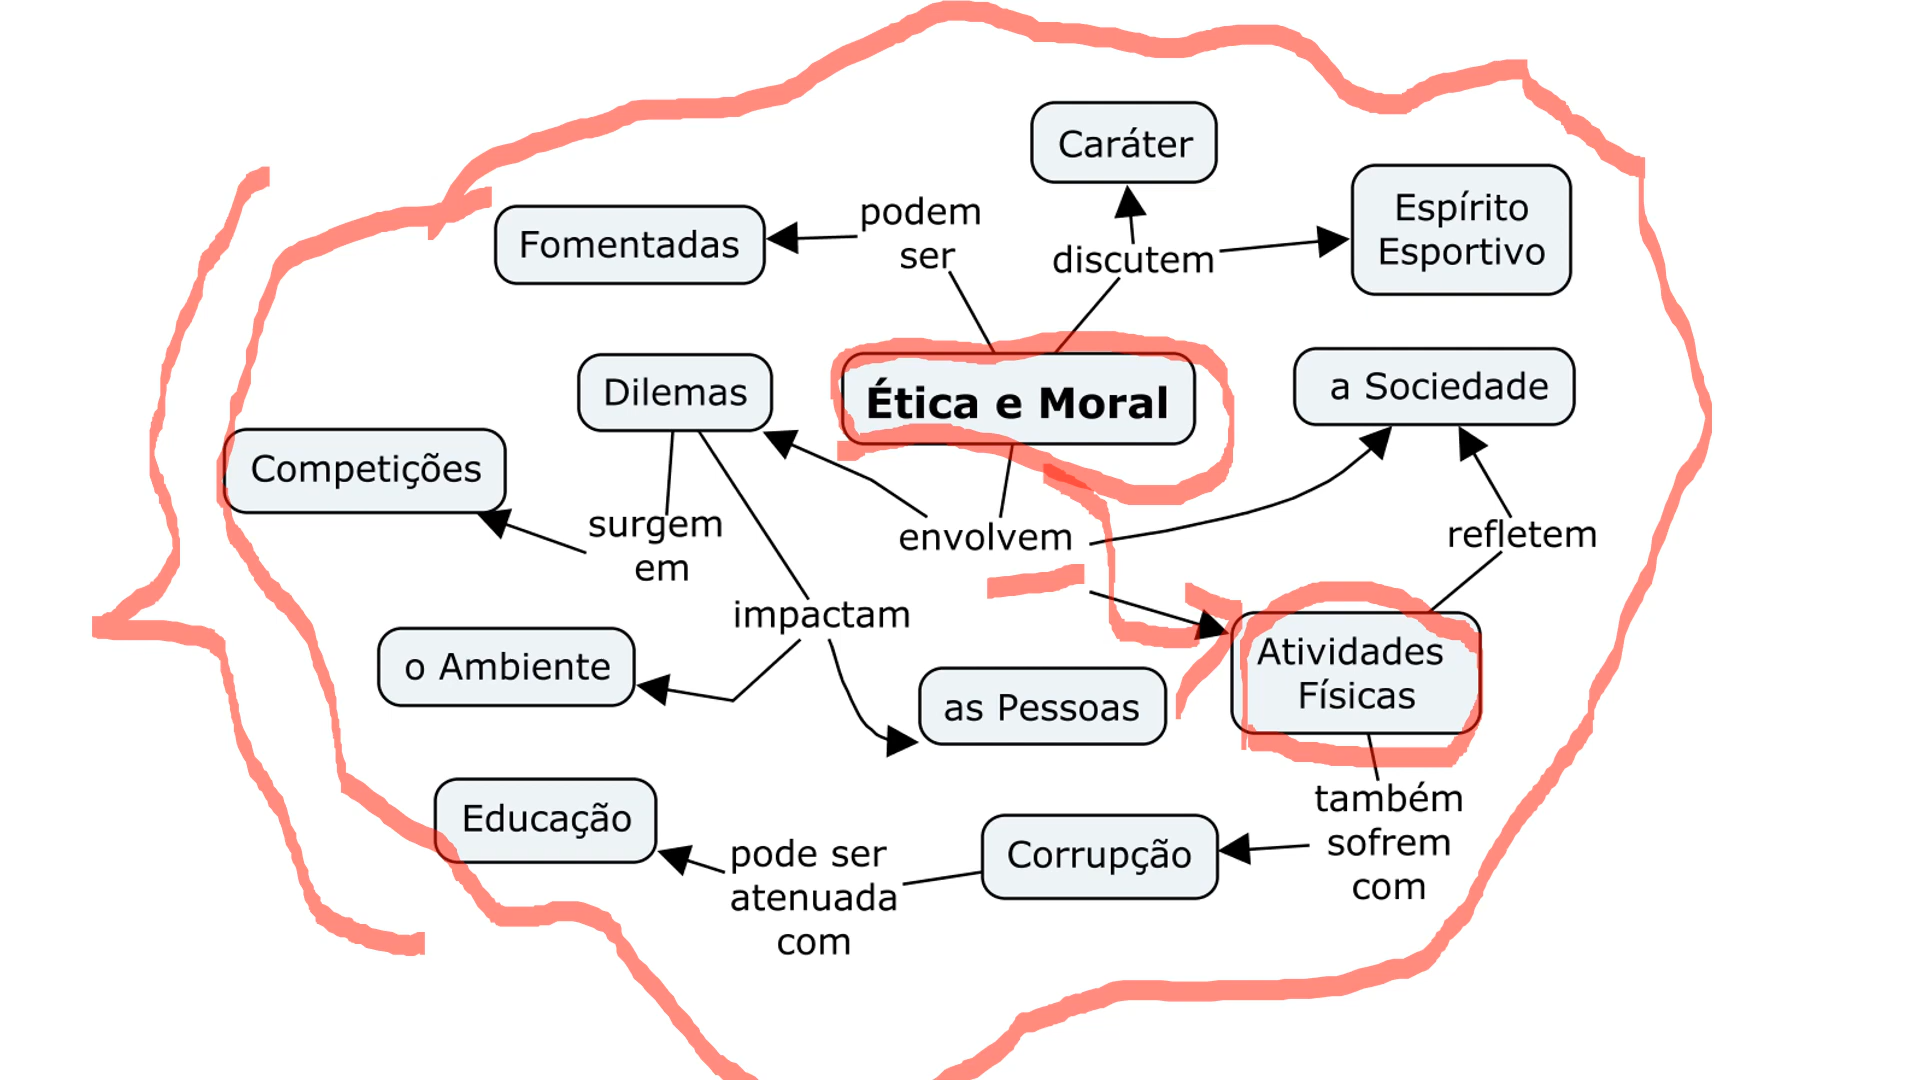 Caráter
Espírito
Esportivo
podem
ser
Fomentadas
discutem
Dilemas
Ética e Moral
a Sociedade
Competições
surgem
em
envolvem
refletem
impactam
o Ambiente
as Pessoas
Atividades
Físicas
também
sofrem
com
Educação
pode ser
atenuada
com
Corrupção